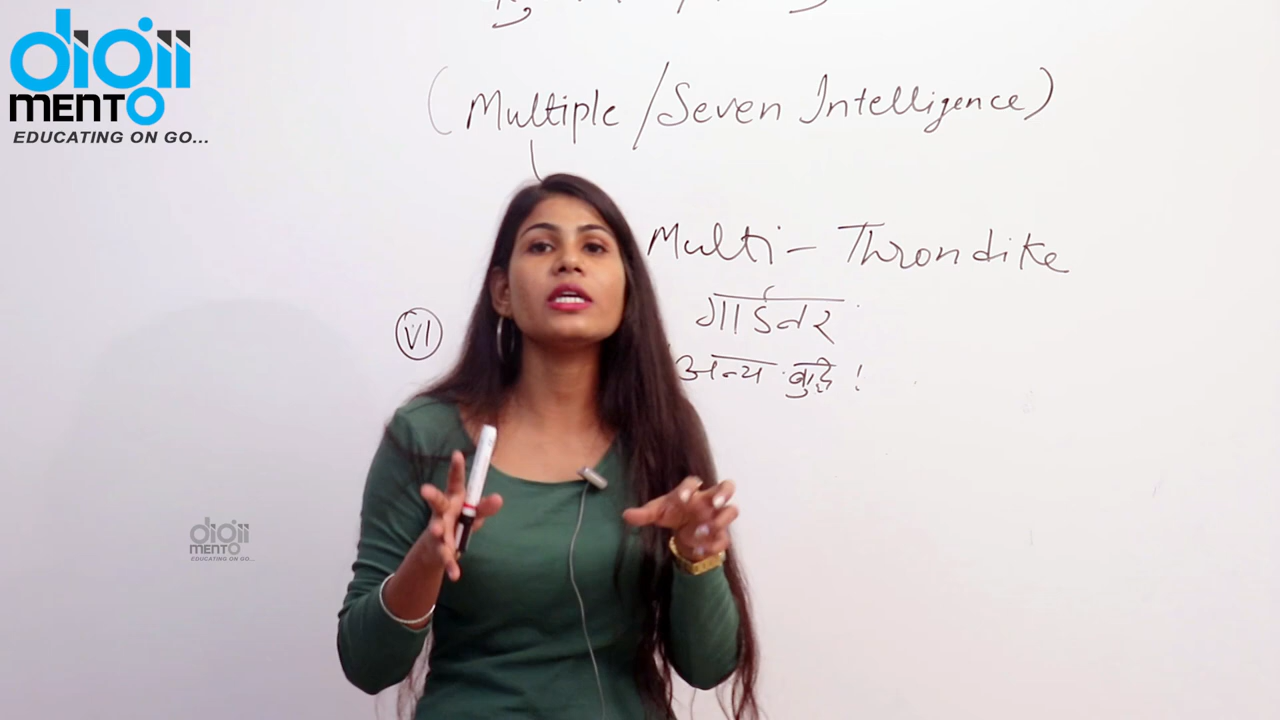 digii
MENTO
EDUCATING ON GO...
(Multiple/Seven Intelligence)
Multi - Throndike
गार्डनर
VI
अन्य बुद्धि !
digii
MENTO
EDUCATING ON GO...